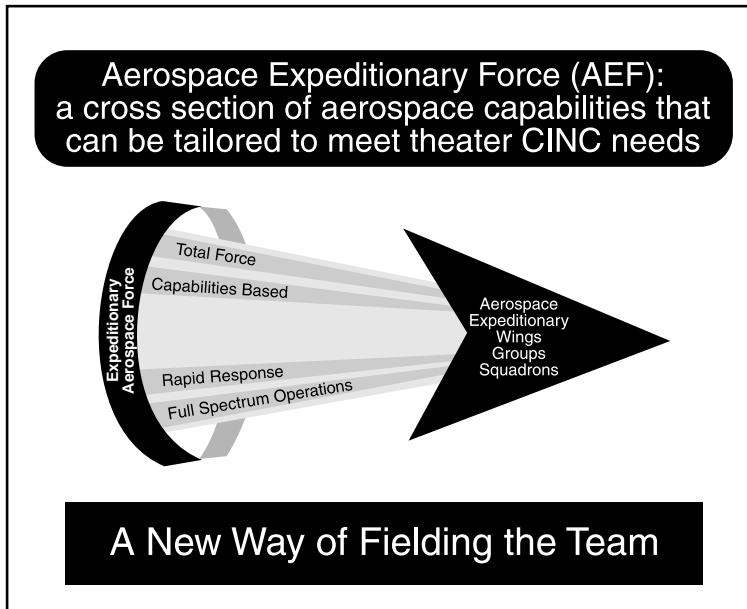 Aerospace Expeditionary Force (AEF):
a cross section of aerospace capabilities that
can be tailored to meet theater CINC needs
Expeditionary
Aerospace Force
Total Force
Capabilities Based
Rapid Response
Full Spectrum Operations
Aerospace
Expeditionary
Wings
Groups
Squadrons
A New Way of Fielding the Team